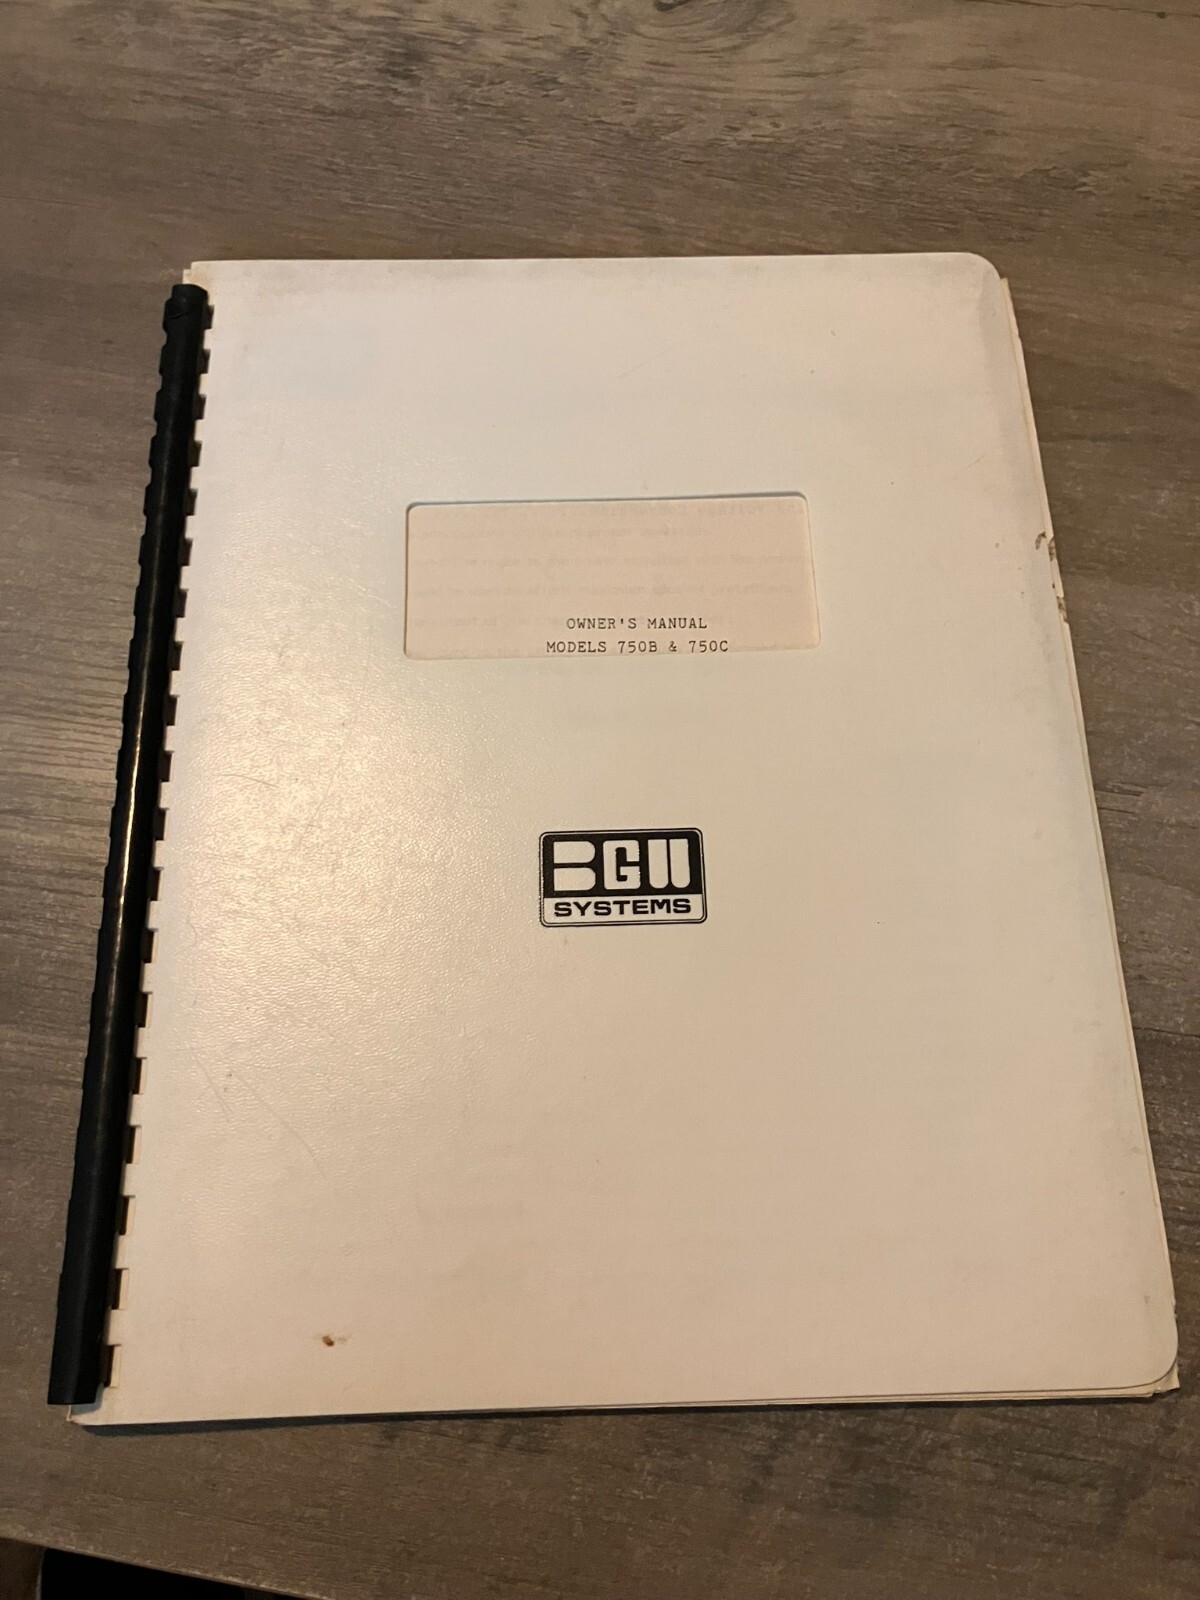 OWNER'S MANUAL
MODELS 750B & 750C
BGW
SYSTEMS